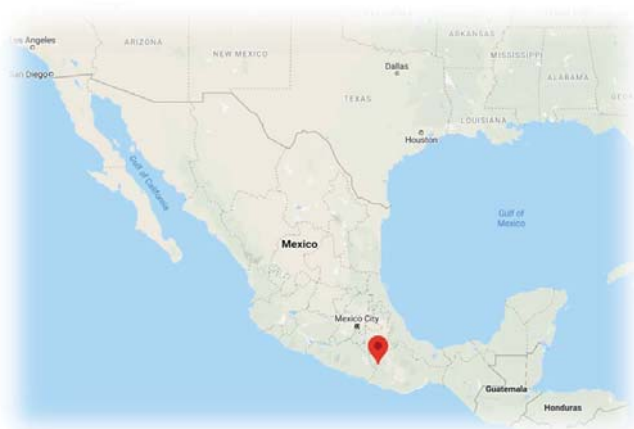 Los Angeles
ARIZONA
NEW MEXICO
ARKANSAS
MISSISSIPPI
San Diego
Dallas
ALABAMA
TEXAS
LOUISIANA
Houston
Gulf of California
Gulf of
Mexico
Mexico
Mexico City
Guatemala
Honduras